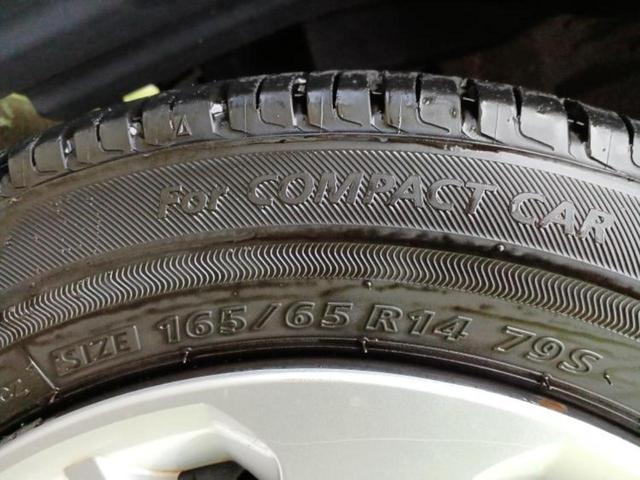 For COMPACT CAR
SIZE 165/65 R14 79S